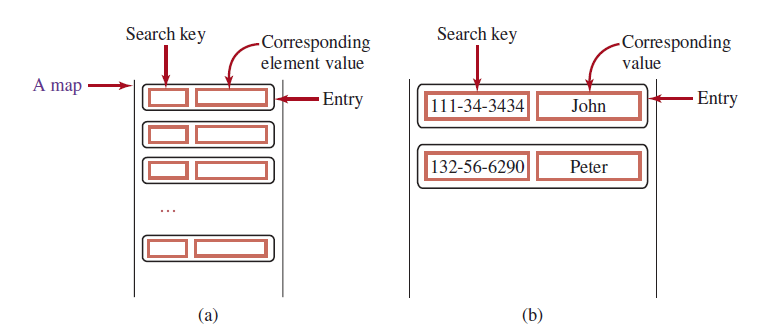 Search key
Corresponding
element value
A map
Entry
...
(a)
Search key
Corresponding
value
111-34-3434
John
Entry
132-56-6290
Peter
(b)